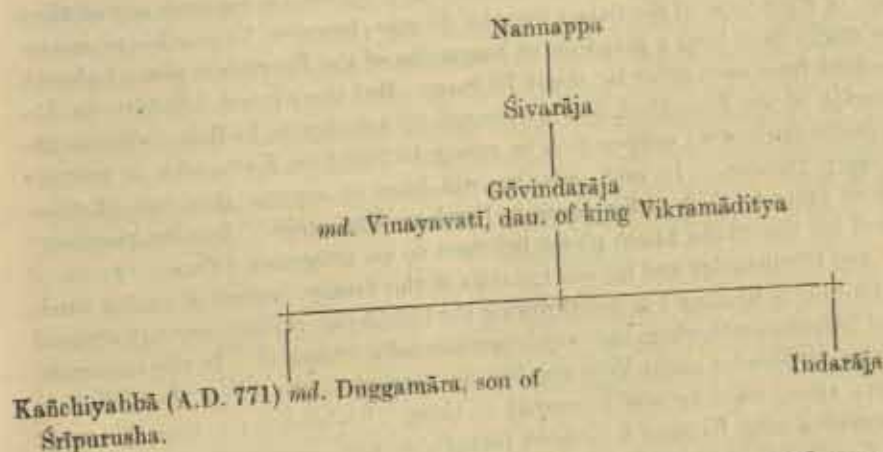 Nannappa
Śivarāja
Gōvindarāja
md. Vinayavatī, dau. of king Vikramāditya
Kañchiyabbā (A.D. 771) md. Duggamāra, son of
Śrīpurusha.
Indarāja